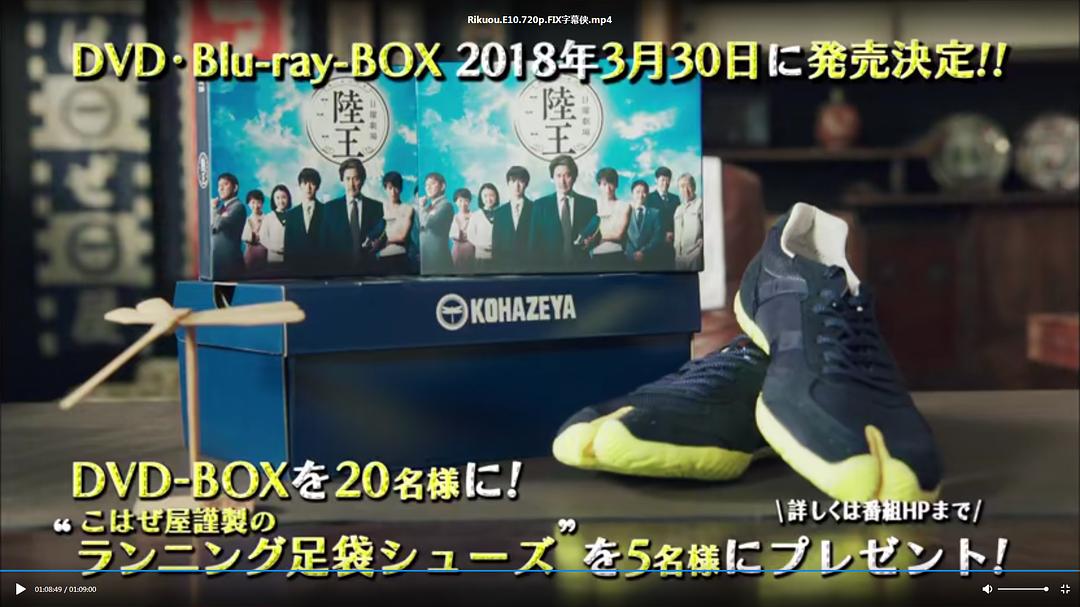 Rikuou.E10.720p.FIX字幕侠.mp4
DVD・Blu-ray-BOX 2018年3月30日に発売決定!!
日曜劇場
陸王
日曜劇場
陸王
KOHAZEYA
DVD-BOXを20名様に!
\詳しくは番組HPまで/
“こはぜ屋謹製の
ランニング足袋シューズ”を5名様にプレゼント!
01:08:49 / 01:09:00